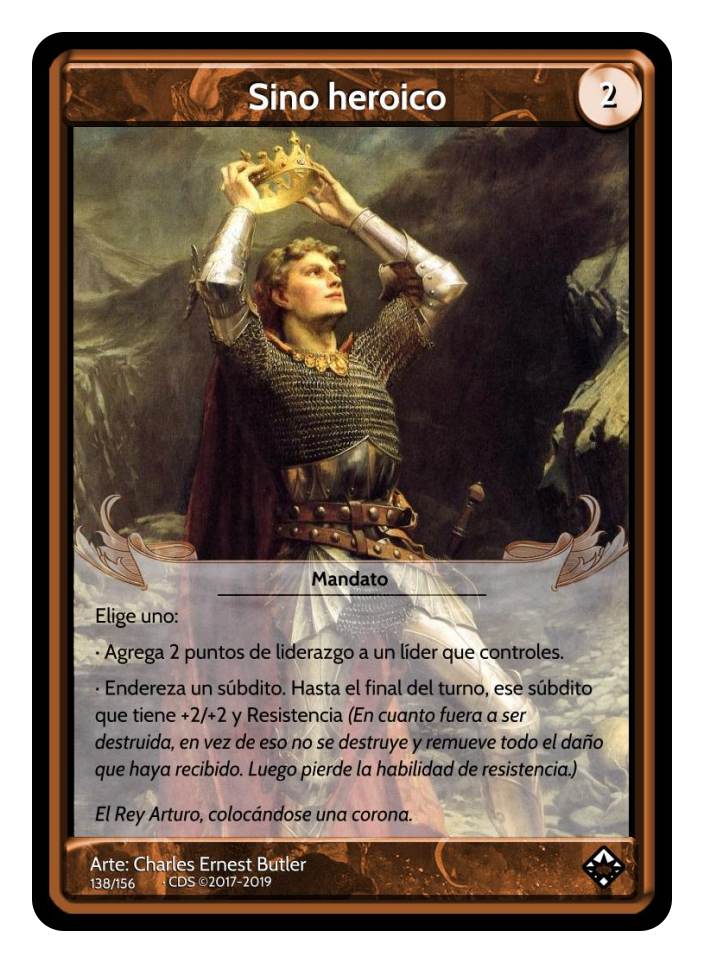 Sino heroico
2
Mandato
Elige uno:
· Agrega 2 puntos de liderazgo a un líder que controles.
· Endereza un súbdito. Hasta el final del turno, ese súbdito
que tiene +2/+2 y Resistencia (En cuanto fuera a ser
destruida, en vez de eso no se destruye y remueve todo el daño
que haya recibido. Luego pierde la habilidad de resistencia.)
El Rey Arturo, colocándose una corona.
Arte: Charles Ernest Butler
138/156 · CDS ©2017-2019